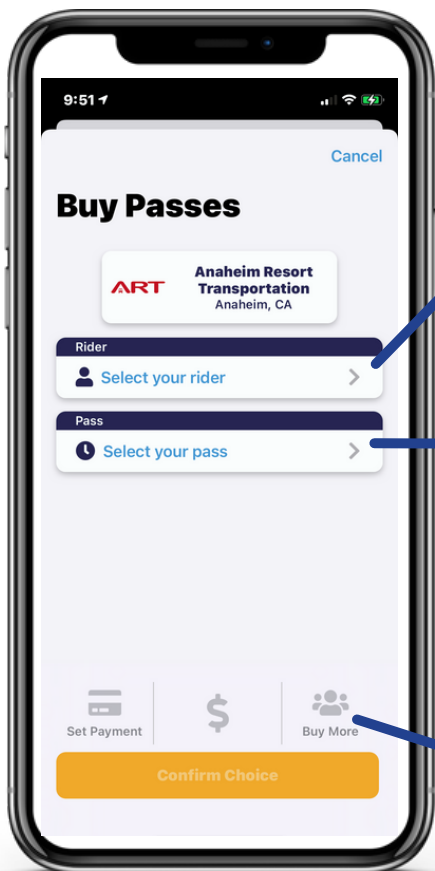 9:51
Cancel
Buy Passes
ART
Anaheim Resort
Transportation
Anaheim, CA
Rider
Select your rider
Pass
Select your pass
$
Set Payment
Buy More
Confirm Choice